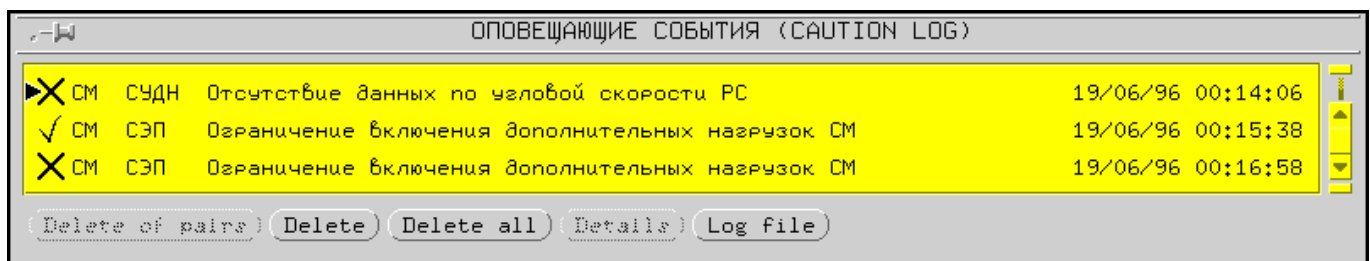 ОПОВЕЩАЮЩИЕ СОБЫТИЯ (CAUTION LOG)
СМ СУДН Отсутствие данных по угловой скорости РС 19/06/96 00:14:06
СМ СЭП Ограничение включения дополнительных нагрузок СМ 19/06/96 00:15:38
СМ СЭП Ограничение включения дополнительных нагрузок СМ 19/06/96 00:16:58
Delete of pairs Delete Delete all Details Log file